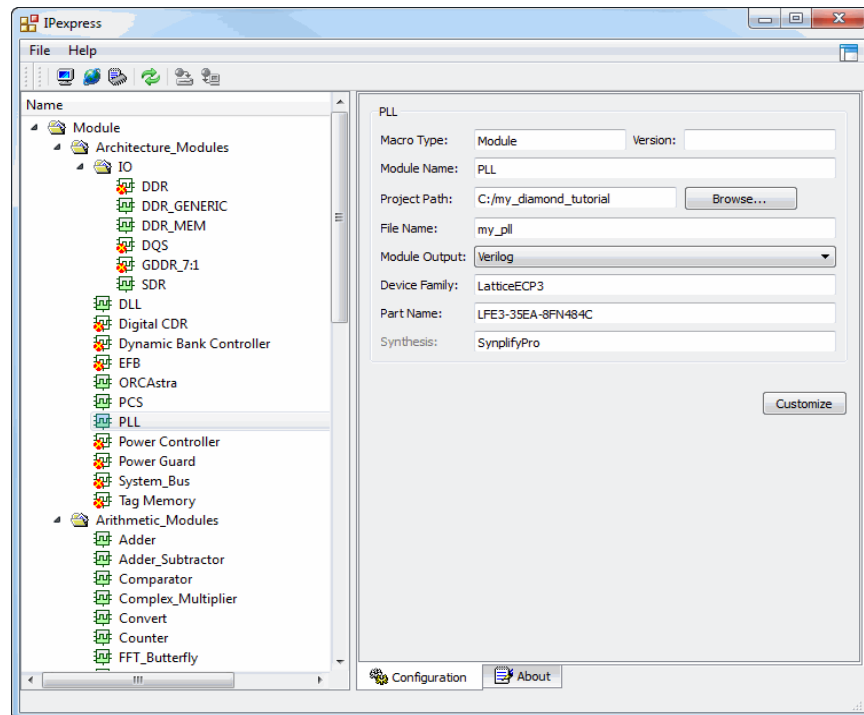 IPexpress
File Help
Name
Module
Architecture_Modules
IO
DDR
DDR_GENERIC
DDR_MEM
DQS
GDDR_7:1
SDR
DLL
Digital CDR
Dynamic Bank Controller
EFB
ORCAstra
PCS
PLL
Power Controller
Power Guard
System_Bus
Tag Memory
Arithmetic_Modules
Adder
Adder_Subtractor
Comparator
Complex_Multiplier
Convert
Counter
FFT_Butterfly
PLL
Macro Type: Module Version:
Module Name: PLL
Project Path: C:/my_diamond_tutorial Browse...
File Name: my_pll
Module Output: Verilog
Device Family: LatticeECP3
Part Name: LFE3-35EA-8FN484C
Synthesis: SynplifyPro
Customize
Configuration About